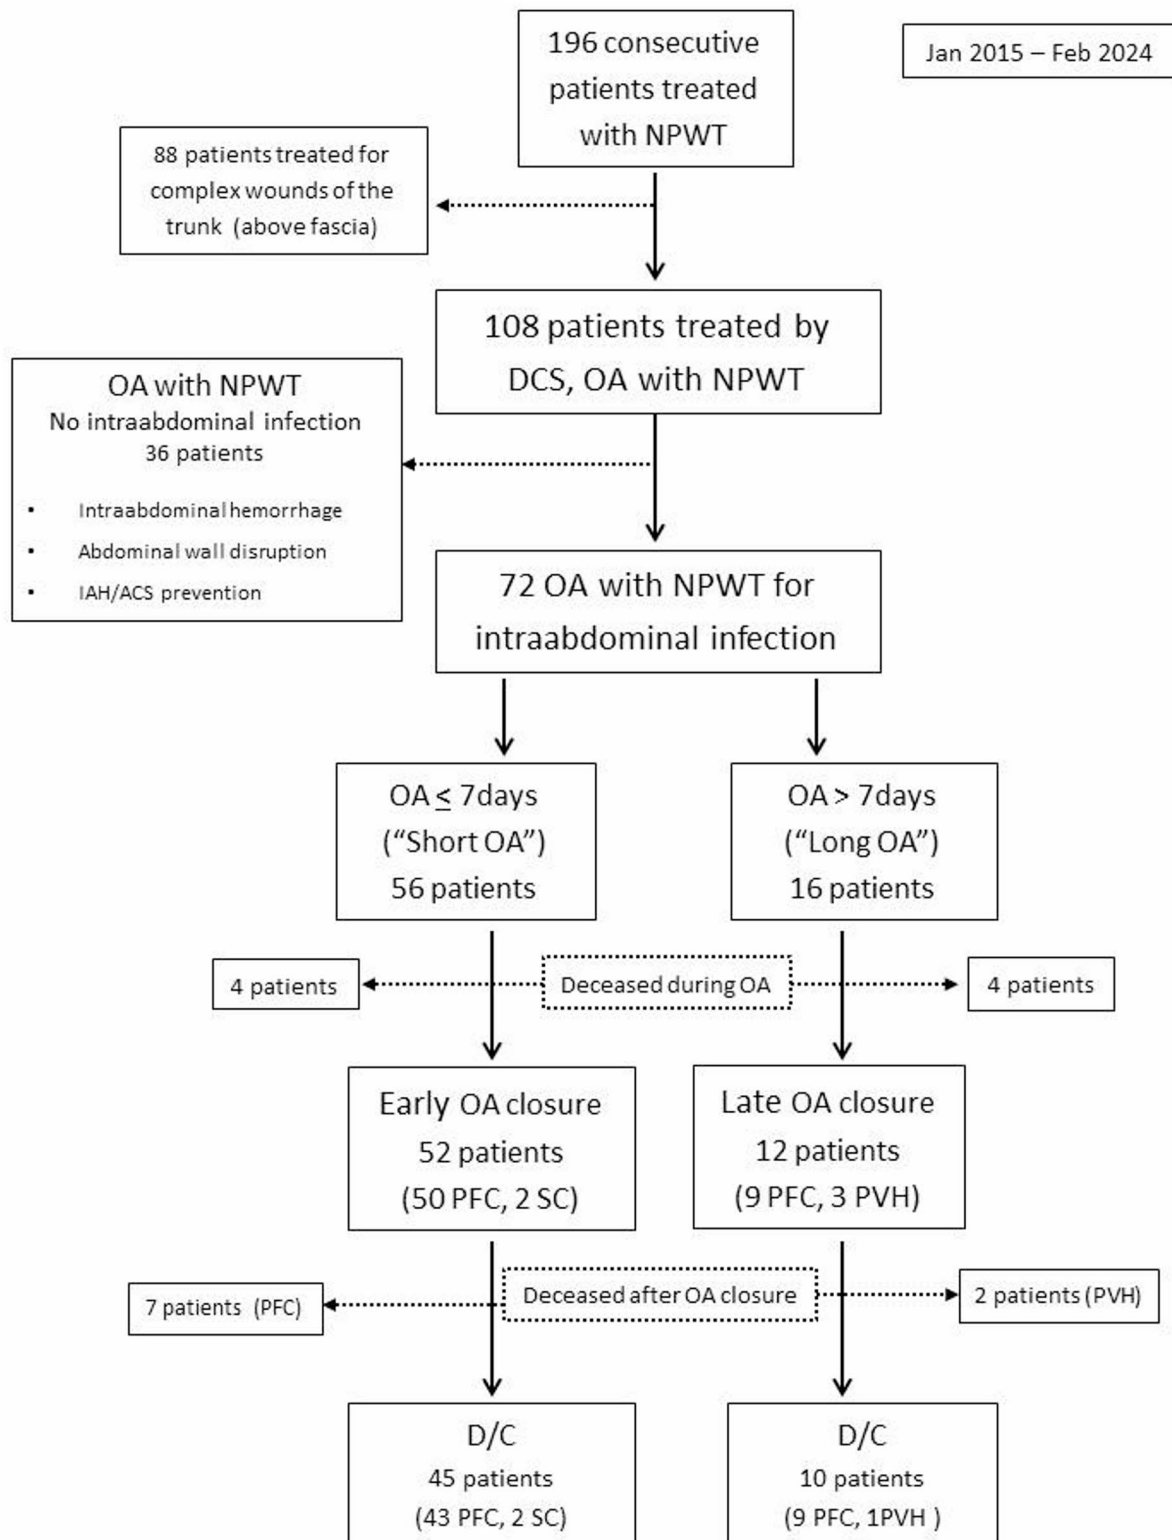 196 consecutive
patients treated
with NPWT
Jan 2015 – Feb 2024
88 patients treated for
complex wounds of the
trunk (above fascia)
108 patients treated by
DCS, OA with NPWT
OA with NPWT
No intraabdominal infection
36 patients
• Intraabdominal hemorrhage
• Abdominal wall disruption
• IAH/ACS prevention
72 OA with NPWT for
intraabdominal infection
OA ≤ 7days
(“Short OA”)
56 patients
OA > 7days
(“Long OA”)
16 patients
4 patients
Deceased during OA
4 patients
Early OA closure
52 patients
(50 PFC, 2 SC)
Late OA closure
12 patients
(9 PFC, 3 PVH)
7 patients (PFC)
Deceased after OA closure
2 patients (PVH)
D/C
45 patients
(43 PFC, 2 SC)
D/C
10 patients
(9 PFC, 1PVH )